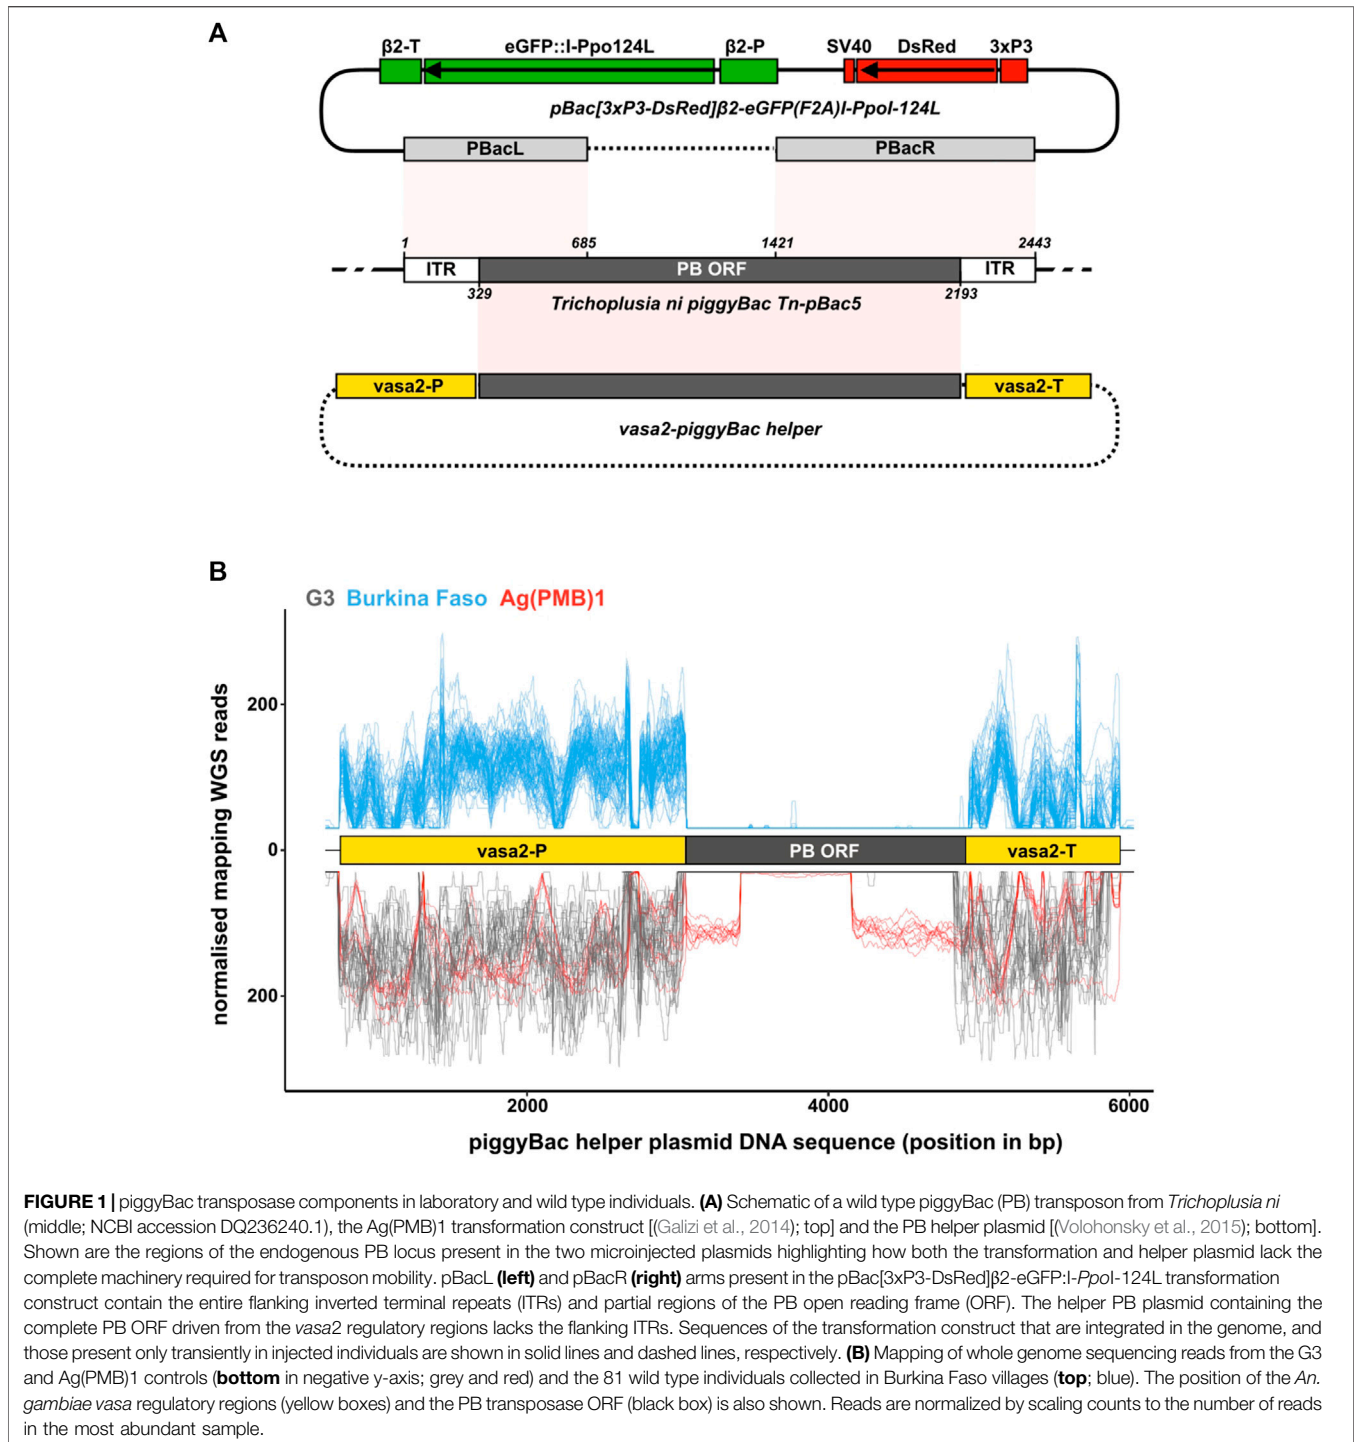 A
β2-T eGFP::I-Ppo124L β2-P SV40 DsRed 3xP3
pBac[3xP3-DsRed]β2-eGFP(F2A)I-PpoI-124L
PBacL PBacR
1 685 1421 2443
ITR PB ORF ITR
329 2193
Trichoplusia ni piggyBac Tn-pBac5
vasa2-P vasa2-T
vasa2-piggyBac helper
B
G3 Burkina Faso Ag(PMB)1
normalised mapping WGS reads
200
0
200
vasa2-P PB ORF vasa2-T
2000 4000 6000
piggyBac helper plasmid DNA sequence (position in bp)
FIGURE 1 | piggyBac transposase components in laboratory and wild type individuals. (A) Schematic of a wild type piggyBac (PB) transposon from Trichoplusia ni
(middle; NCBI accession DQ236240.1), the Ag(PMB)1 transformation construct [(Galizi et al., 2014); top] and the PB helper plasmid [(Volohonsky et al., 2015); bottom].
Shown are the regions of the endogenous PB locus present in the two microinjected plasmids highlighting how both the transformation and helper plasmid lack the
complete machinery required for transposon mobility. pBacL (left) and pBacR (right) arms present in the pBac[3xP3-DsRed]β2-eGFP:I-PpoI-124L transformation
construct contain the entire flanking inverted terminal repeats (ITRs) and partial regions of the PB open reading frame (ORF). The helper PB plasmid containing the
complete PB ORF driven from the vasa2 regulatory regions lacks the flanking ITRs. Sequences of the transformation construct that are integrated in the genome, and
those present only transiently in injected individuals are shown in solid lines and dashed lines, respectively. (B) Mapping of whole genome sequencing reads from the G3
and Ag(PMB)1 controls (bottom in negative y-axis; grey and red) and the 81 wild type individuals collected in Burkina Faso villages (top; blue). The position of the An.
gambiae vasa regulatory regions (yellow boxes) and the PB transposase ORF (black box) is also shown. Reads are normalized by scaling counts to the number of reads
in the most abundant sample.